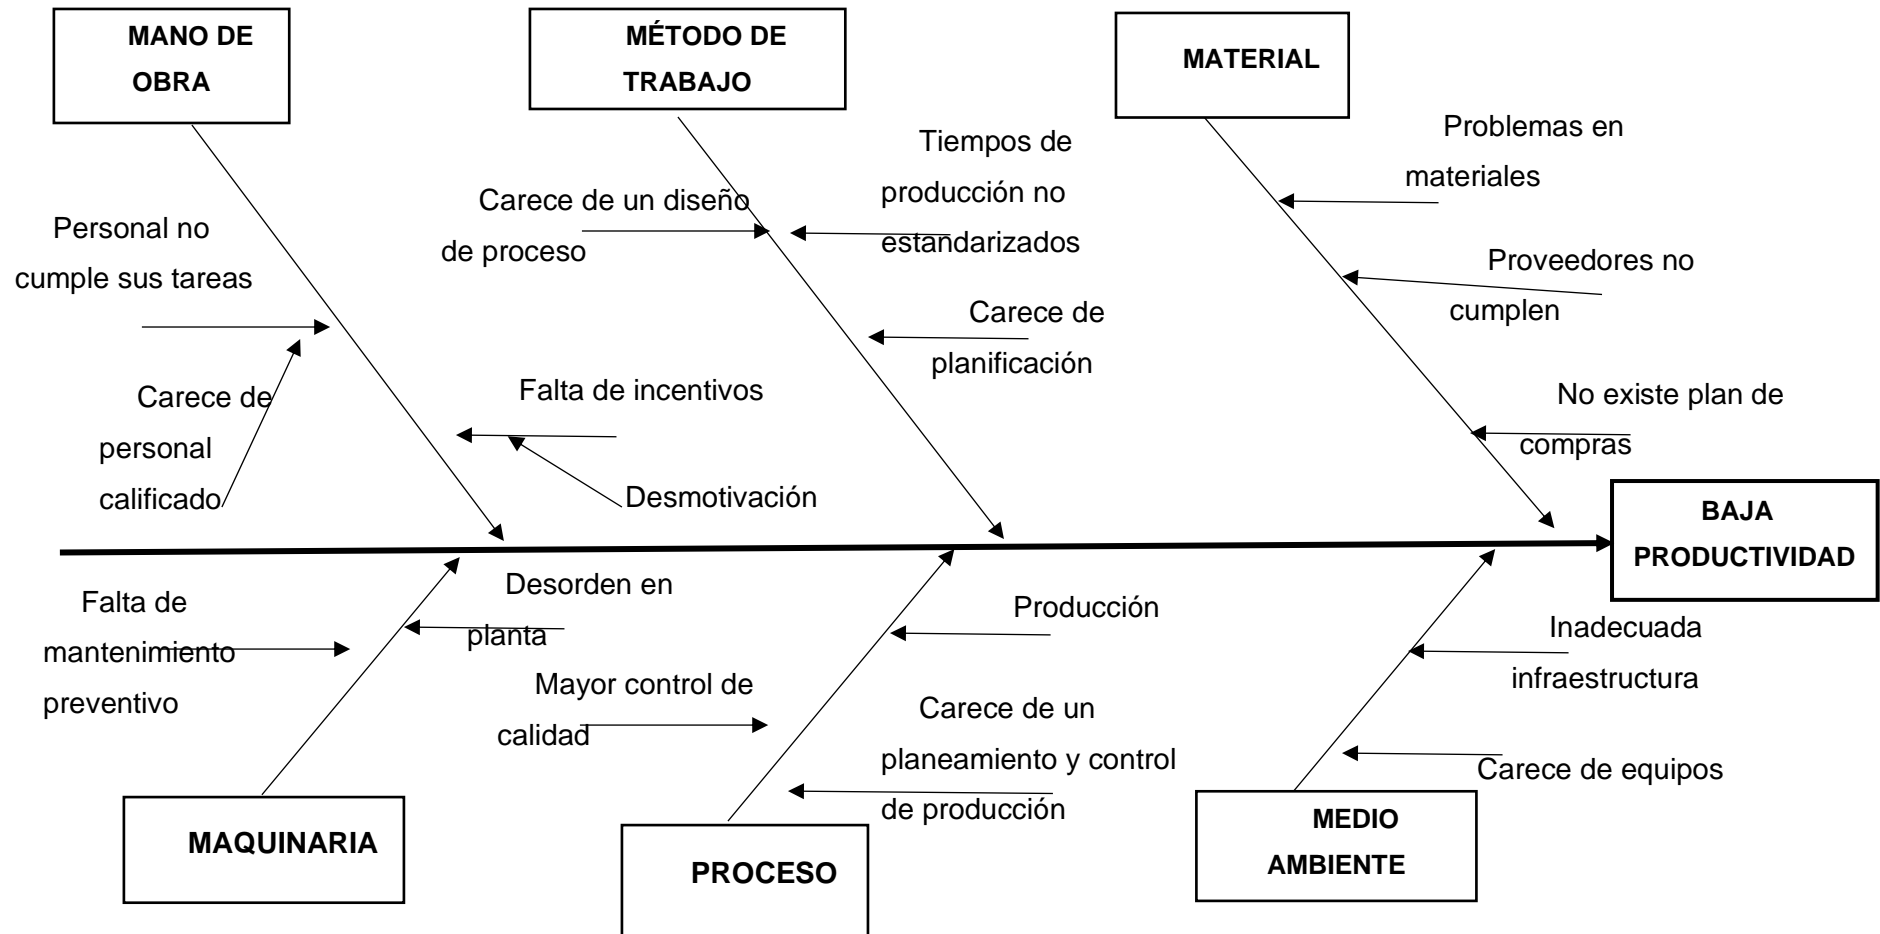 MANO DE
OBRA
MÉTODO DE
TRABAJO
MATERIAL
Personal no
cumple sus tareas
Carece de
personal
calificado
Falta de incentivos
Desmotivación
Carece de un diseño
de proceso
Tiempos de
producción no
estandarizados
Carece de
planificación
Problemas en
materiales
Proveedores no
cumplen
No existe plan de
compras
BAJA
PRODUCTIVIDAD
Falta de
mantenimiento
preventivo
Desorden en
planta
Mayor control de
calidad
Producción
Carece de un
planeamiento y control
de producción
Inadecuada
infraestructura
Carece de equipos
MAQUINARIA
PROCESO
MEDIO
AMBIENTE